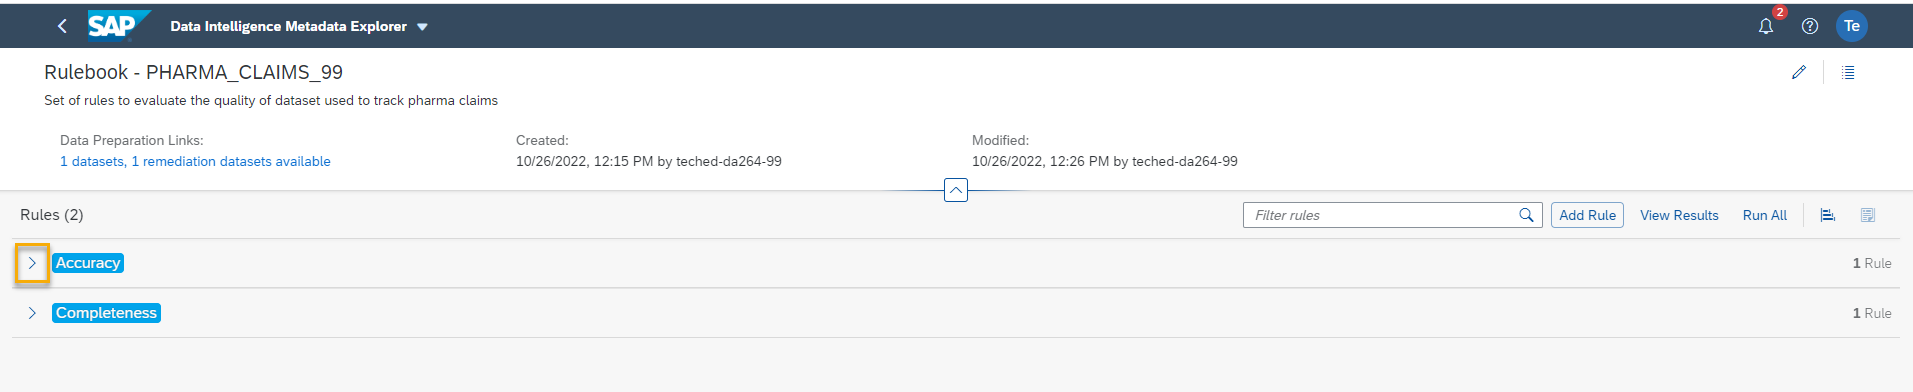 SAP Data Intelligence Metadata Explorer 2 Te
Rulebook - PHARMA_CLAIMS_99
Set of rules to evaluate the quality of dataset used to track pharma claims
Data Preparation Links: Created: Modified:
1 datasets, 1 remediation datasets available 10/26/2022, 12:15 PM by teched-da264-99 10/26/2022, 12:26 PM by teched-da264-99
Rules (2) Filter rules Add Rule View Results Run All
Accuracy 1 Rule
Completeness 1 Rule